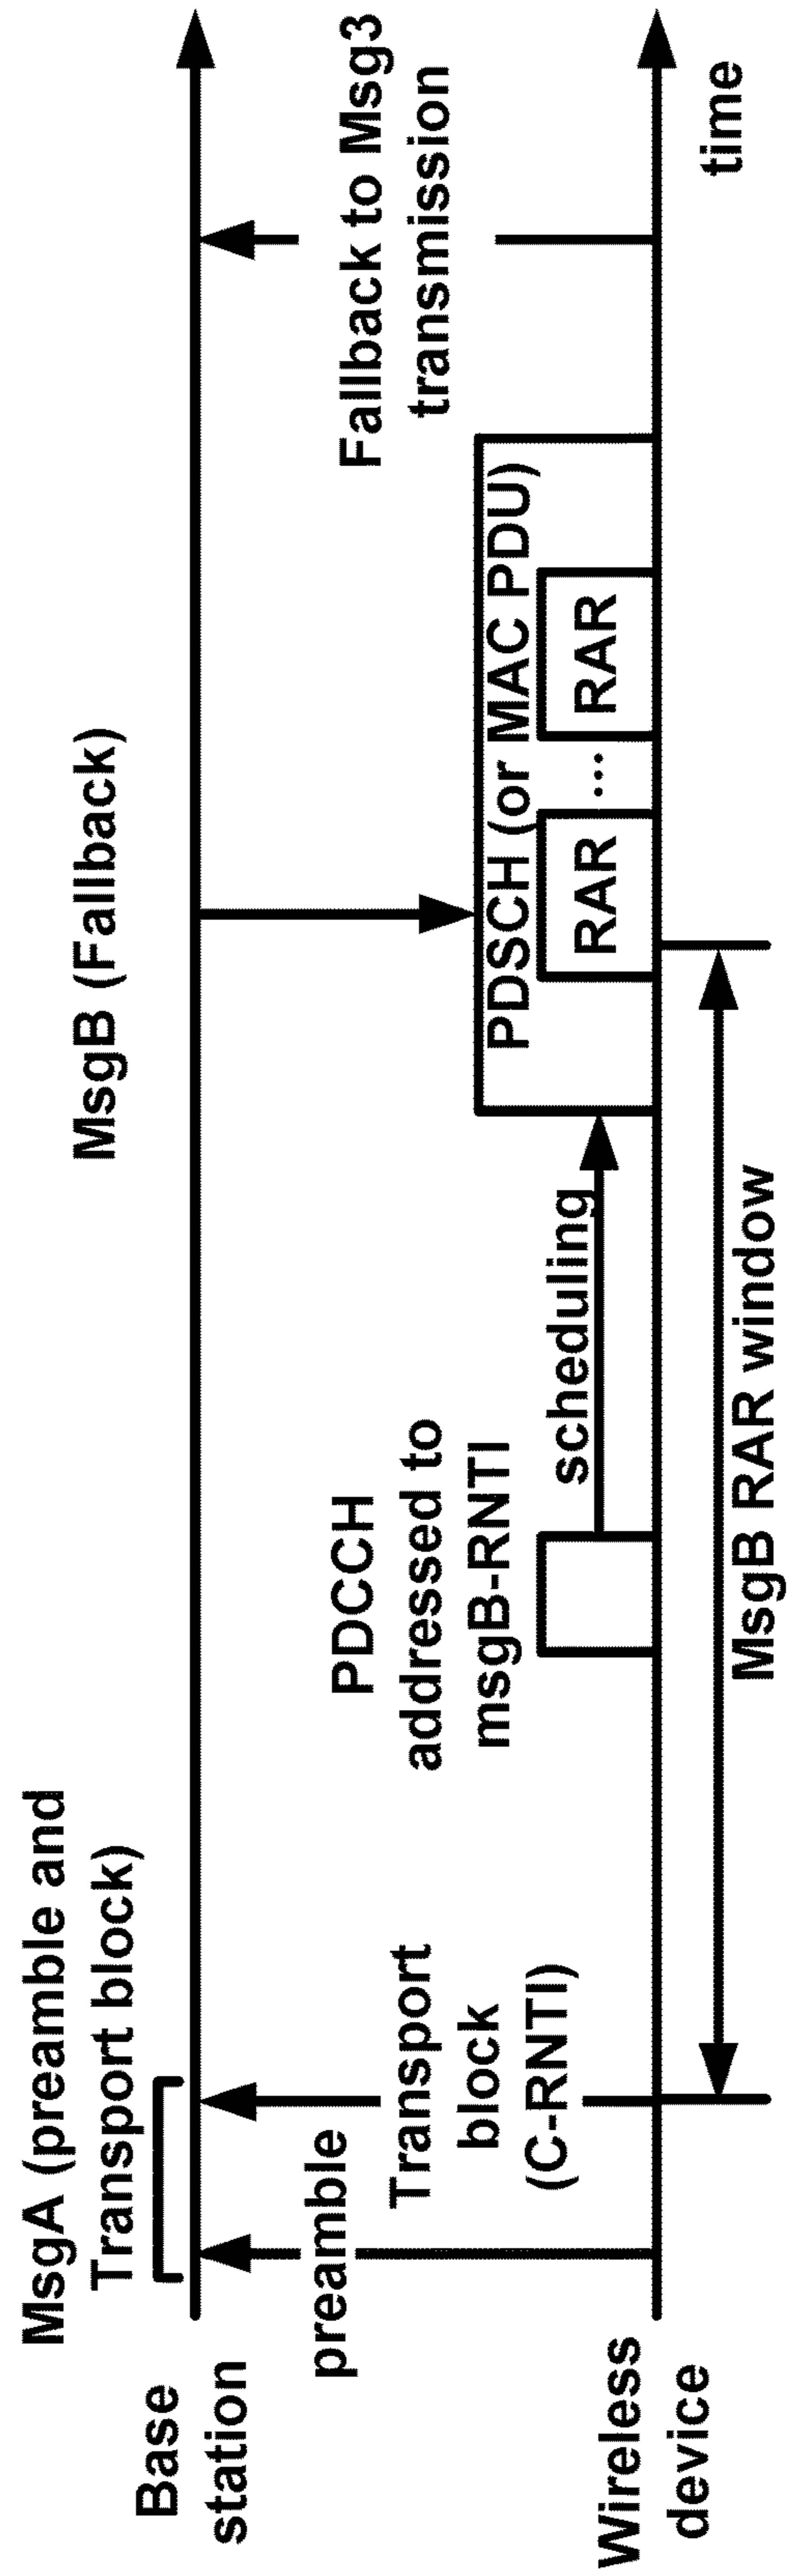 MsgA (preamble and
Transport block)
MsgB (Fallback)
Base
station
preamble
Transport
block
(C-RNTI)
PDCCH
addressed to
msgB-RNTI
scheduling
PDSCH (or MAC PDU)
RAR
...
RAR
Fallback to Msg3
transmission
Wireless
device
MsgB RAR window
time